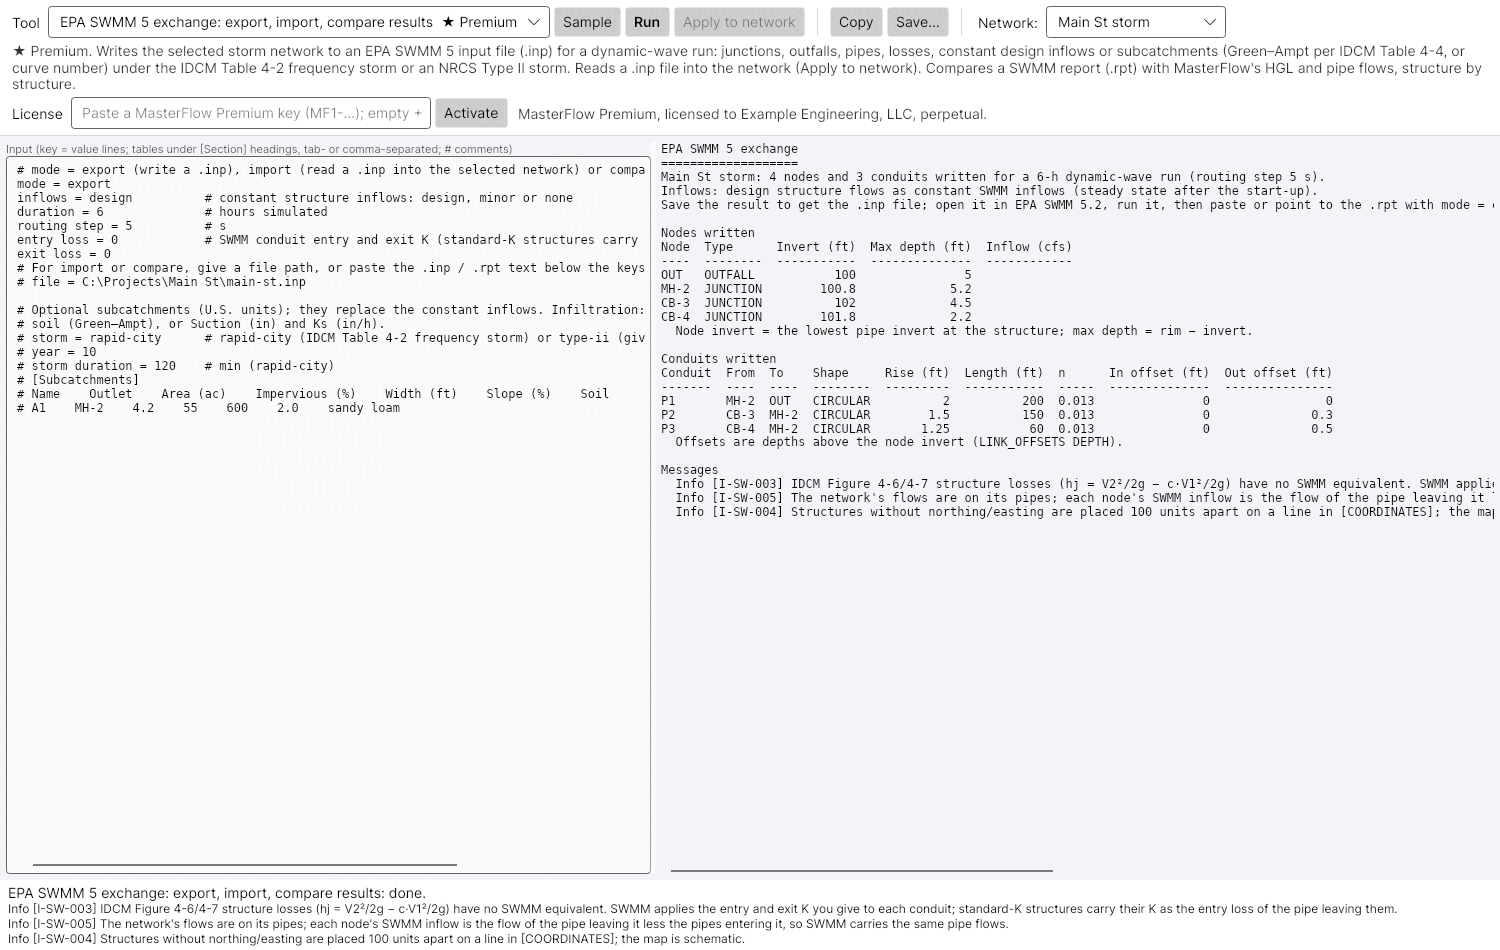 Tool EPA SWMM 5 exchange: export, import, compare results ★ Premium Sample Run Apply to network Copy Save... Network: Main St storm
★ Premium. Writes the selected storm network to an EPA SWMM 5 input file (.inp) for a dynamic-wave run: junctions, outfalls, pipes, losses, constant design inflows or subcatchments (Green–Ampt per IDCM Table 4-4, or
curve number) under the IDCM Table 4-2 frequency storm or an NRCS Type II storm. Reads a .inp file into the network (Apply to network). Compares a SWMM report (.rpt) with MasterFlow's HGL and pipe flows, structure by
structure.
License Paste a MasterFlow Premium key (MF1-...); empty + Activate MasterFlow Premium, licensed to Example Engineering, LLC, perpetual.
Input (key = value lines; tables under [Section] headings, tab- or comma-separated; # comments)
# mode = export (write a .inp), import (read a .inp into the selected network) or compa
mode = export
inflows = design # constant structure inflows: design, minor or none
duration = 6 # hours simulated
routing step = 5 # s
entry loss = 0 # SWMM conduit entry and exit K (standard-K structures carry
exit loss = 0
# For import or compare, give a file path, or paste the .inp / .rpt text below the keys
# file = C:\Projects\Main St\main-st.inp
# Optional subcatchments (U.S. units); they replace the constant inflows. Infiltration:
# soil (Green–Ampt), or Suction (in) and Ks (in/h).
# storm = rapid-city # rapid-city (IDCM Table 4-2 frequency storm) or type-ii (giv
# year = 10
# storm duration = 120 # min (rapid-city)
# [Subcatchments]
# Name Outlet Area (ac) Impervious (%) Width (ft) Slope (%) Soil
# A1 MH-2 4.2 55 600 2.0 sandy loam
EPA SWMM 5 exchange
===================
Main St storm: 4 nodes and 3 conduits written for a 6-h dynamic-wave run (routing step 5 s).
Inflows: design structure flows as constant SWMM inflows (steady state after the start-up).
Save the result to get the .inp file; open it in EPA SWMM 5.2, run it, then paste or point to the .rpt with mode =
Nodes written
Node Type Invert (ft) Max depth (ft) Inflow (cfs)
---- -------- ----------- -------------- ------------
OUT OUTFALL 100 5
MH-2 JUNCTION 100.8 5.2
CB-3 JUNCTION 102 4.5
CB-4 JUNCTION 101.8 2.2
Node invert = the lowest pipe invert at the structure; max depth = rim − invert.
Conduits written
Conduit From To Shape Rise (ft) Length (ft) n In offset (ft) Out offset (ft)
------- ---- ---- -------- --------- ----------- ----- -------------- ---------------
P1 MH-2 OUT CIRCULAR 2 200 0.013 0 0
P2 CB-3 MH-2 CIRCULAR 1.5 150 0.013 0 0.3
P3 CB-4 MH-2 CIRCULAR 1.25 60 0.013 0 0.5
Offsets are depths above the node invert (LINK_OFFSETS DEPTH).
Messages
Info [I-SW-003] IDCM Figure 4-6/4-7 structure losses (hj = V2²/2g − c·V1²/2g) have no SWMM equivalent. SWMM applie
Info [I-SW-005] The network's flows are on its pipes; each node's SWMM inflow is the flow of the pipe leaving it
Info [I-SW-004] Structures without northing/easting are placed 100 units apart on a line in [COORDINATES]; the map
EPA SWMM 5 exchange: export, import, compare results: done.
Info [I-SW-003] IDCM Figure 4-6/4-7 structure losses (hj = V2²/2g − c·V1²/2g) have no SWMM equivalent. SWMM applies the entry and exit K you give to each conduit; standard-K structures carry their K as the entry loss of the pipe leaving them.
Info [I-SW-005] The network's flows are on its pipes; each node's SWMM inflow is the flow of the pipe leaving it less the pipes entering it, so SWMM carries the same pipe flows.
Info [I-SW-004] Structures without northing/easting are placed 100 units apart on a line in [COORDINATES]; the map is schematic.